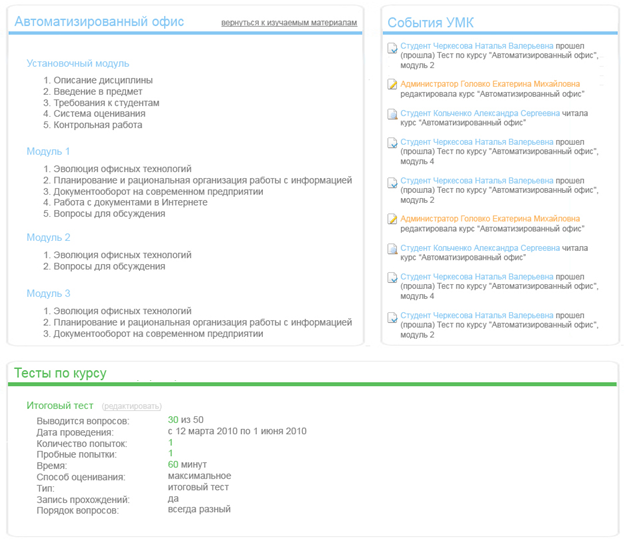 Автоматизированный офис
вернуться к изучаемым материалам
Установочный модуль
1. Описание дисциплины
2. Введение в предмет
3. Требования к студентам
4. Система оценивания
5. Контрольная работа
Модуль 1
1. Эволюция офисных технологий
2. Планирование и рациональная организация работы с информацией
3. Документооборот на современном предприятии
4. Работа с документами в Интернете
5. Вопросы для обсуждения
Модуль 2
1. Эволюция офисных технологий
2. Вопросы для обсуждения
Модуль 3
1. Эволюция офисных технологий
2. Планирование и рациональная организация работы с информацией
3. Документооборот на современном предприятии
События УМК
Студент Черкесова Наталья Валерьевна прошел
(прошла) Тест по курсу "Автоматизированный офис",
модуль 2
Администратор Головко Екатерина Михайловна
редактировала курс "Автоматизированный офис"
Студент Кольченко Александра Сергеевна читала
курс "Автоматизированный офис"
Студент Черкесова Наталья Валерьевна прошел
(прошла) Тест по курсу "Автоматизированный офис",
модуль 4
Студент Черкесова Наталья Валерьевна прошел
(прошла) Тест по курсу "Автоматизированный офис",
модуль 2
Администратор Головко Екатерина Михайловна
редактировала курс "Автоматизированный офис"
Студент Кольченко Александра Сергеевна читала
курс "Автоматизированный офис"
Студент Черкесова Наталья Валерьевна прошел
(прошла) Тест по курсу "Автоматизированный офис",
модуль 4
Студент Черкесова Наталья Валерьевна прошел
(прошла) Тест по курсу "Автоматизированный офис",
модуль 2
Тесты по курсу
Итоговый тест (редактировать)
Выводится вопросов: 30 из 50
Дата проведения: с 12 марта 2010 по 1 июня 2010
Количество попыток: 1
Пробные попытки: 1
Время: 60 минут
Способ оценивания: максимальное
Тип: итоговый тест
Запись прохождений: да
Порядок вопросов: всегда разный